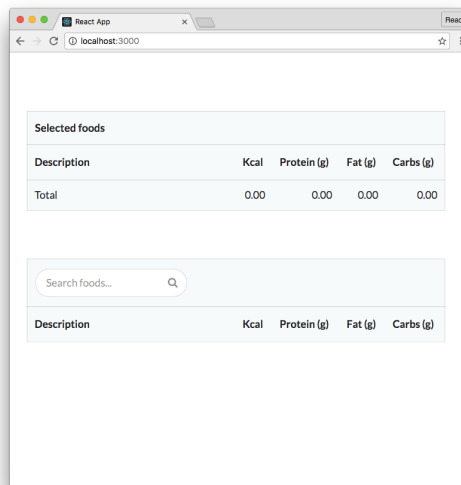 React App
Reac
localhost:3000
Selected foods
Description Kcal Protein (g) Fat (g) Carbs (g)
Total 0.00 0.00 0.00 0.00
Search foods...
Description Kcal Protein (g) Fat (g) Carbs (g)